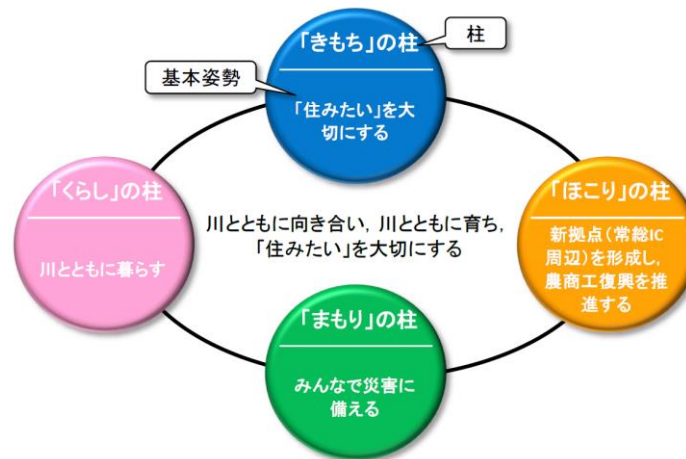 「きもち」の柱
柱
基本姿勢
「住みたい」を大
切にする
「くらし」の柱
川とともに暮らす
川とともに向き合い，川とともに育ち，
「住みたい」を大切にする
「ほこり」の柱
新拠点（常総IC
周辺）を形成し，
農商工復興を推
進する
「まもり」の柱
みんなで災害に
備える